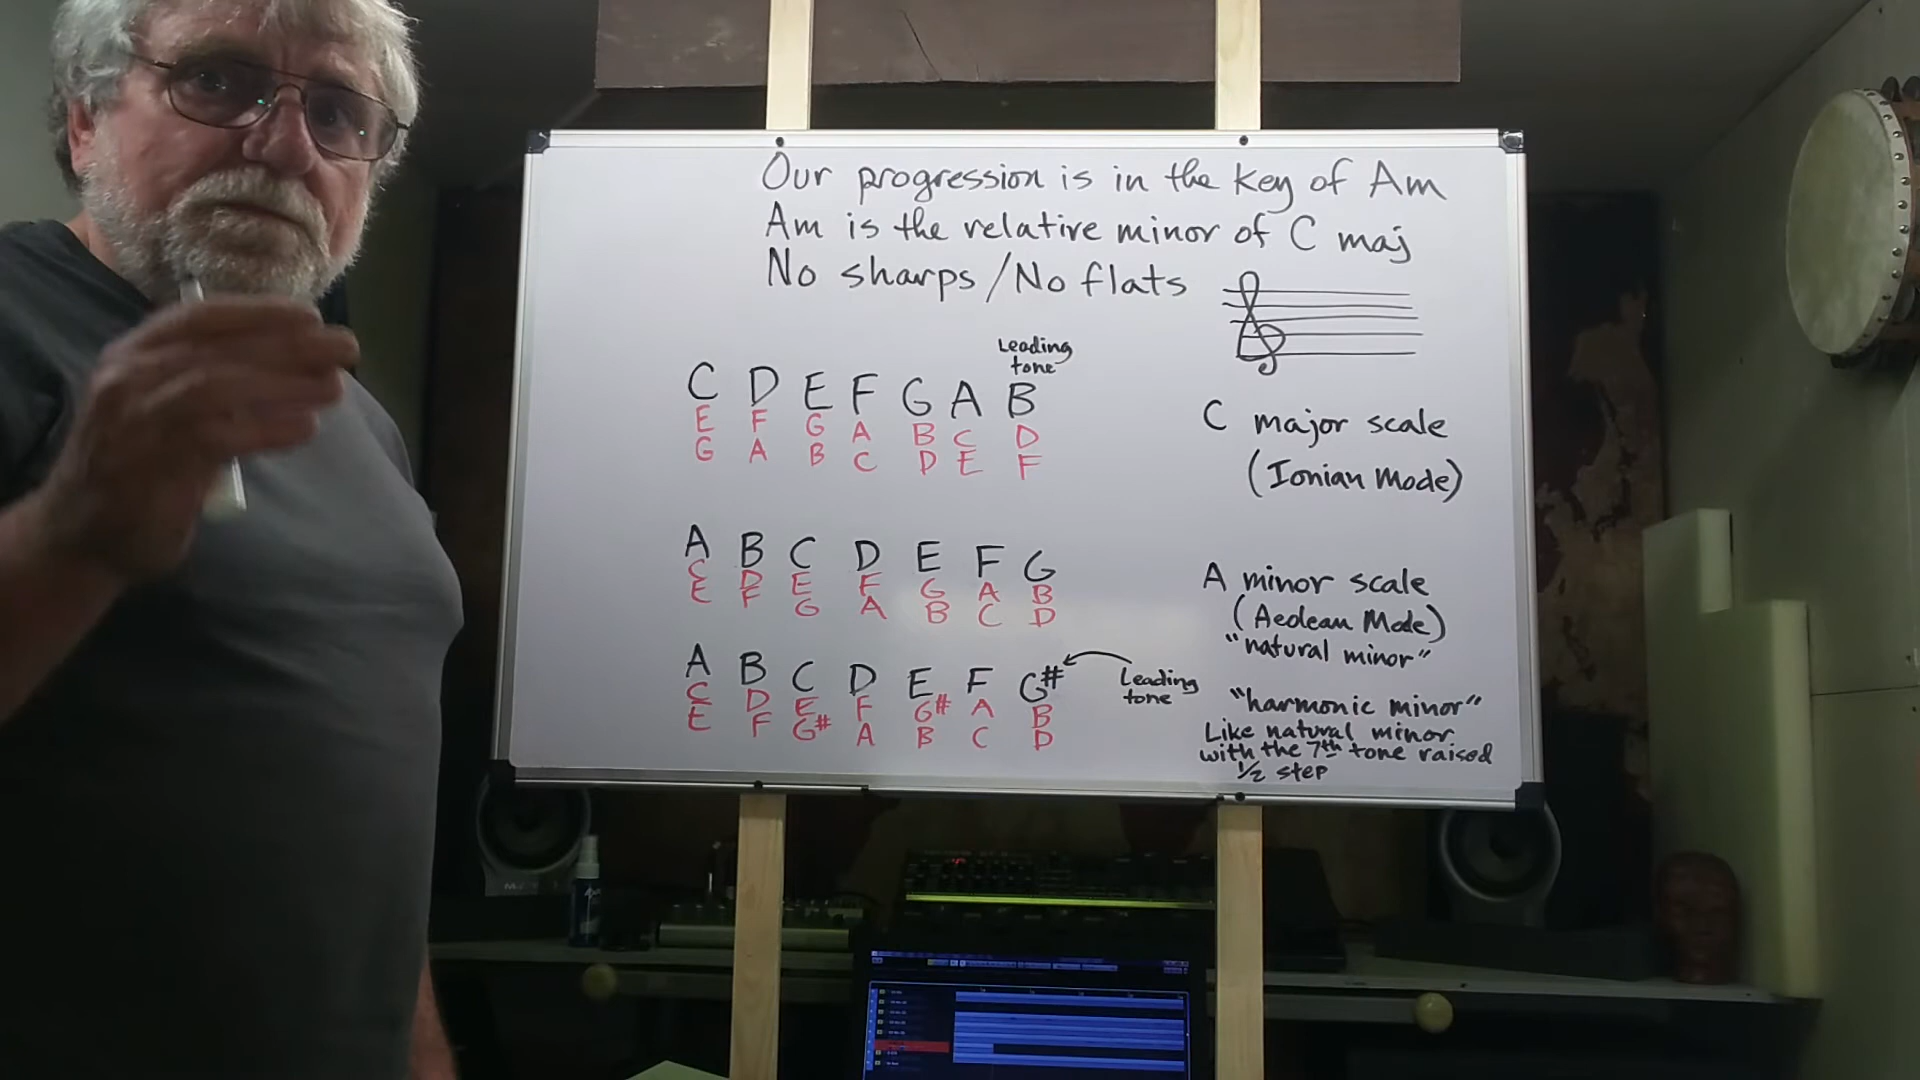 Our progression is in the key of Am
Am is the relative minor of C maj
No sharps / No flats
Leading
tone
C D E F G A B
E F G A B C D
G A B C D E F
C major scale
(Ionian Mode)
A B C D E F G
C D E F G A B
E F G A B C D
A minor scale
(Aeolean Mode)
"natural minor"
A B C D E F G#
C D E F G# A B
E F G# A B C D
Leading
tone
"harmonic minor"
Like natural minor
with the 7th tone raised
1/2 step